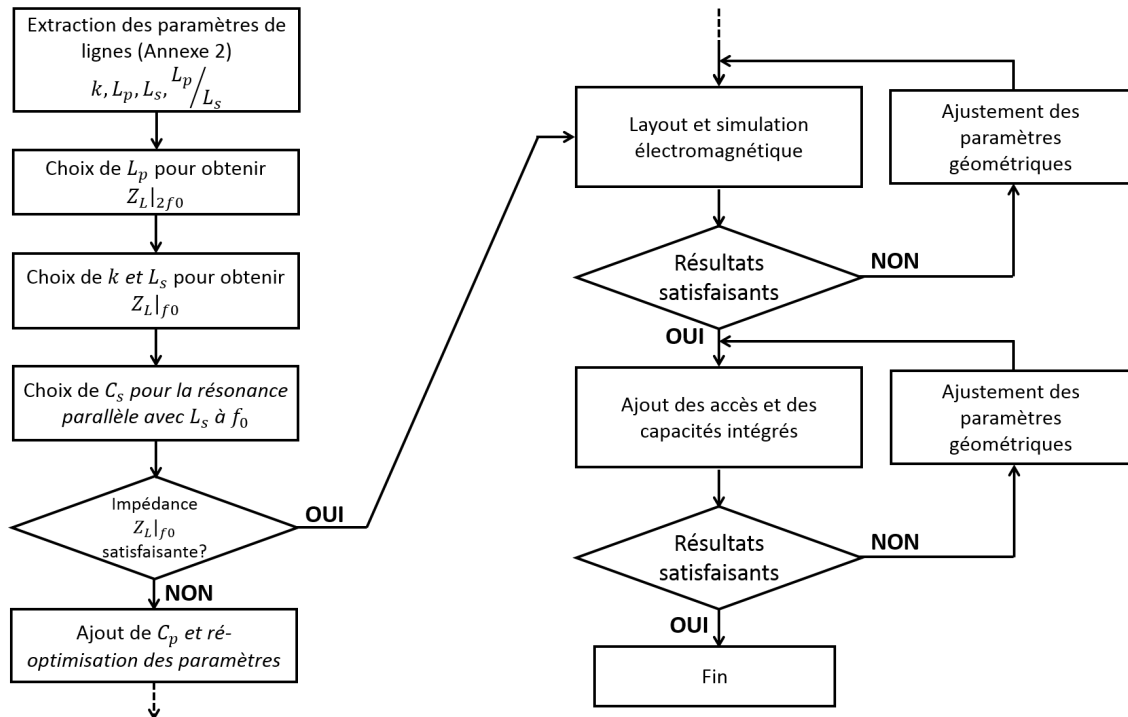 Extraction des paramètres de
lignes (Annexe 2)
k, L_p, L_s, L_p/L_s
Choix de L_p pour obtenir
Z_L|_2f0
Choix de k et L_s pour obtenir
Z_L|_f0
Choix de C_s pour la résonance
parallèle avec L_s à f_0
Impédance
Z_L|_f0
satisfaisante?
OUI
NON
Ajout de C_p et ré-
optimisation des paramètres
Layout et simulation
électromagnétique
Ajustement des
paramètres
géométriques
Résultats
satisfaisants
NON
OUI
Ajout des accès et des
capacités intégrés
Ajustement des
paramètres
géométriques
Résultats
satisfaisants
NON
OUI
Fin